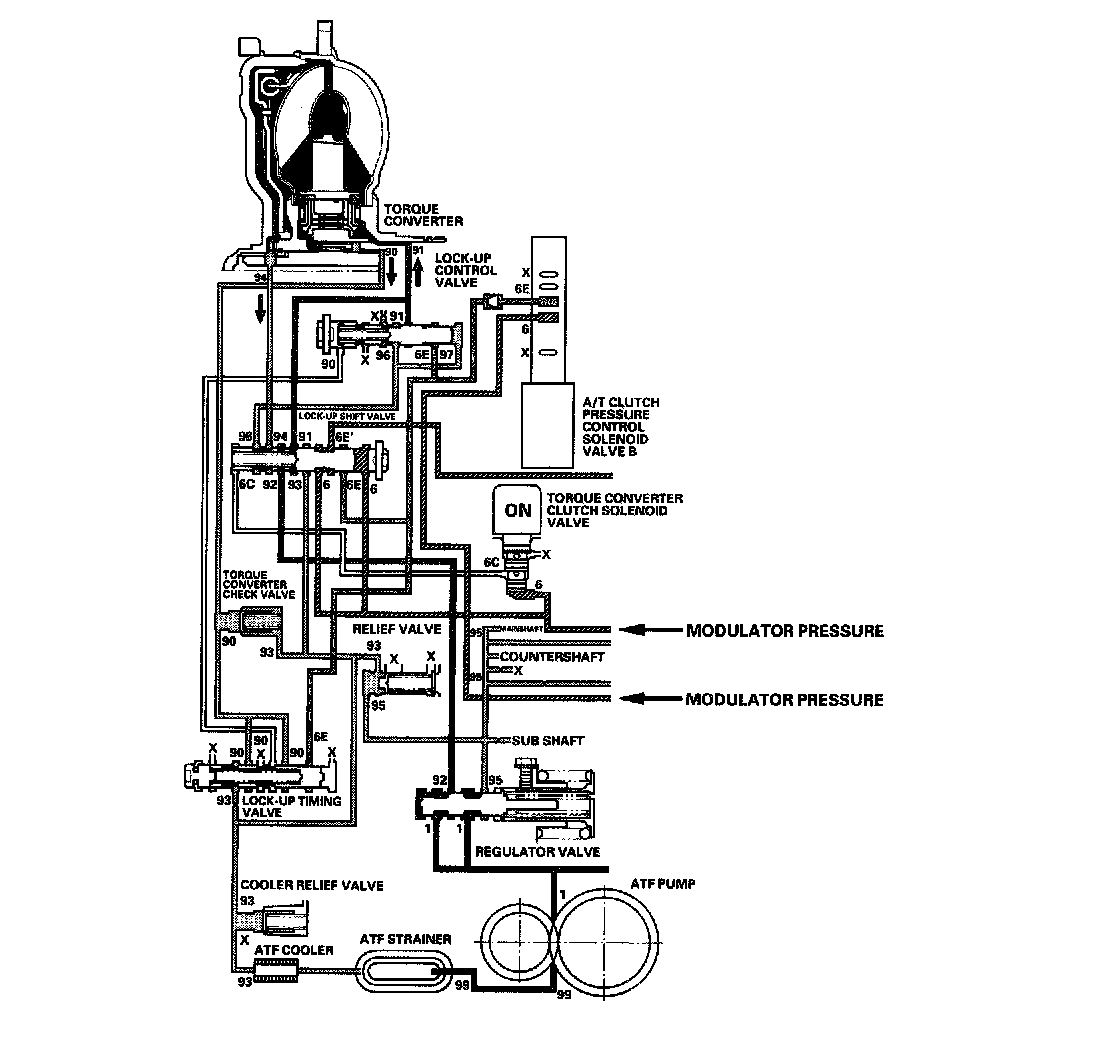 TORQUE
CONVERTER
90
91
94
LOCK-UP
CONTROL
VALVE
X
6E
6
X
XX 91
90
X
96
6E 97
A/T CLUTCH
PRESSURE
CONTROL
SOLENOID
VALVE B
LOCK-UP SHIFT VALVE
96 94 91 6E'
6C 92 93 6 6E 6
ON
TORQUE CONVERTER
CLUTCH SOLENOID
VALVE
X
6C
6
TORQUE
CONVERTER
CHECK VALVE
90
93
RELIEF VALVE
93
X X
95
95
MAINSHAFT
MODULATOR PRESSURE
COUNTERSHAFT
X
95
MODULATOR PRESSURE
SUB SHAFT
6E
X 90 90 X 90 X
93
LOCK-UP TIMING
VALVE
92 95
1 1
REGULATOR VALVE
COOLER RELIEF VALVE
93
X
ATF PUMP
1
ATF COOLER
93
ATF STRAINER
99
99